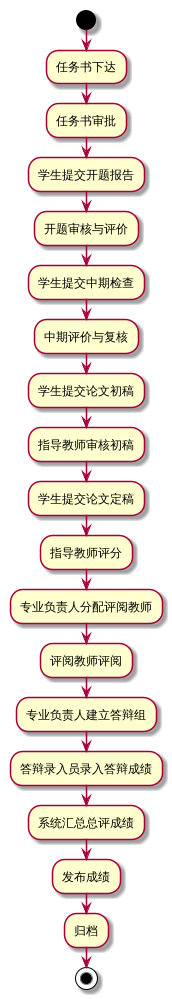 任务书下达
任务书审批
学生提交开题报告
开题审核与评价
学生提交中期检查
中期评价与复核
学生提交论文初稿
指导教师审核初稿
学生提交论文定稿
指导教师评分
专业负责人分配评阅教师
评阅教师评阅
专业负责人建立答辩组
答辩录入员录入答辩成绩
系统汇总总评成绩
发布成绩
归档